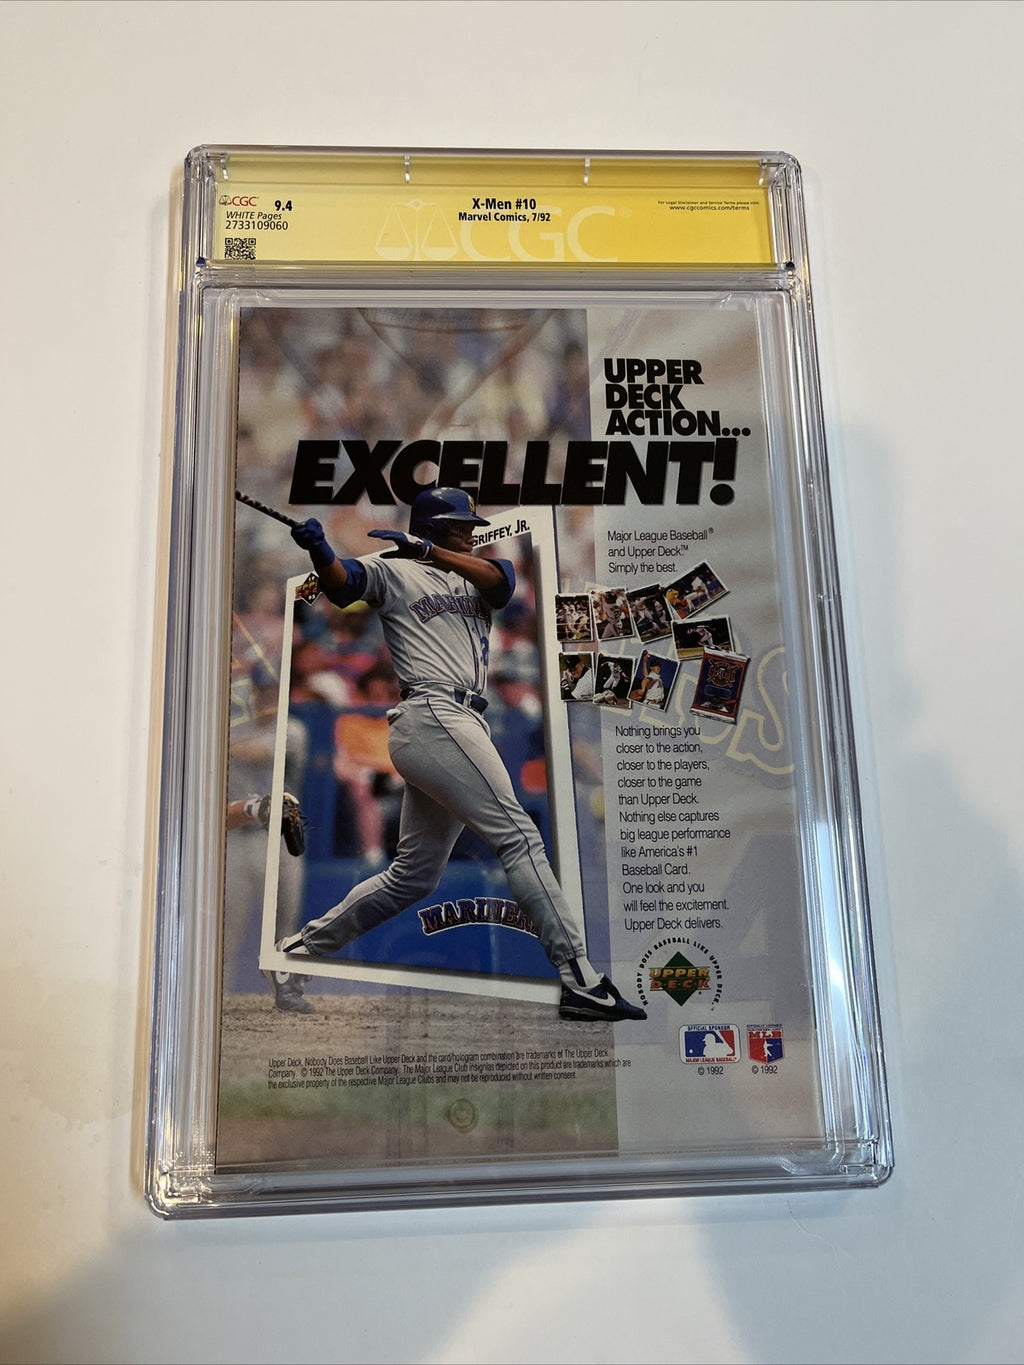 CGC 9.4
WHITE Pages
2733109060
X-Men #10
Marvel Comics, 7/92
For Legal Disclaimer and Service Terms please visit:
www.cgccomics.com/terms
CGC®
UPPER
DECK
ACTION...
EXCELLENT!
GRIFFEY, JR.
MARINERS
Major League Baseball®
and Upper Deck™
Simply the best.
Nothing brings you
closer to the action,
closer to the players,
closer to the game
than Upper Deck.
Nothing else captures
big league performance
like America's #1
Baseball Card.
One look and you
will feel the excitement.
Upper Deck delivers.
NOBODY DOES BASEBALL LIKE UPPER DECK.™
UPPER
DECK
OFFICIAL SPONSOR
MAJOR LEAGUE BASEBALL
© 1992
MLB
© 1992
Upper Deck, Nobody Does Baseball Like Upper Deck and the card/hologram combination are trademarks of The Upper Deck
Company. © 1992 The Upper Deck Company. The Major League Club insignias depicted on this product are trademarks which are
the exclusive property of the respective Major League Clubs and may not be reproduced without written consent.